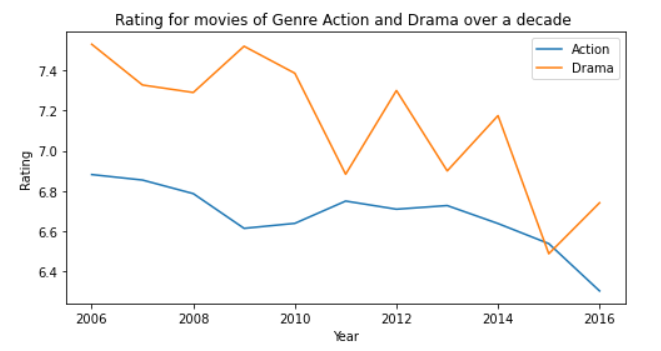 Rating for movies of Genre Action and Drama over a decade
Action
Drama
7.4
7.2
7.0
6.8
6.6
6.4
Rating
2006
2008
2010
2012
2014
2016
Year